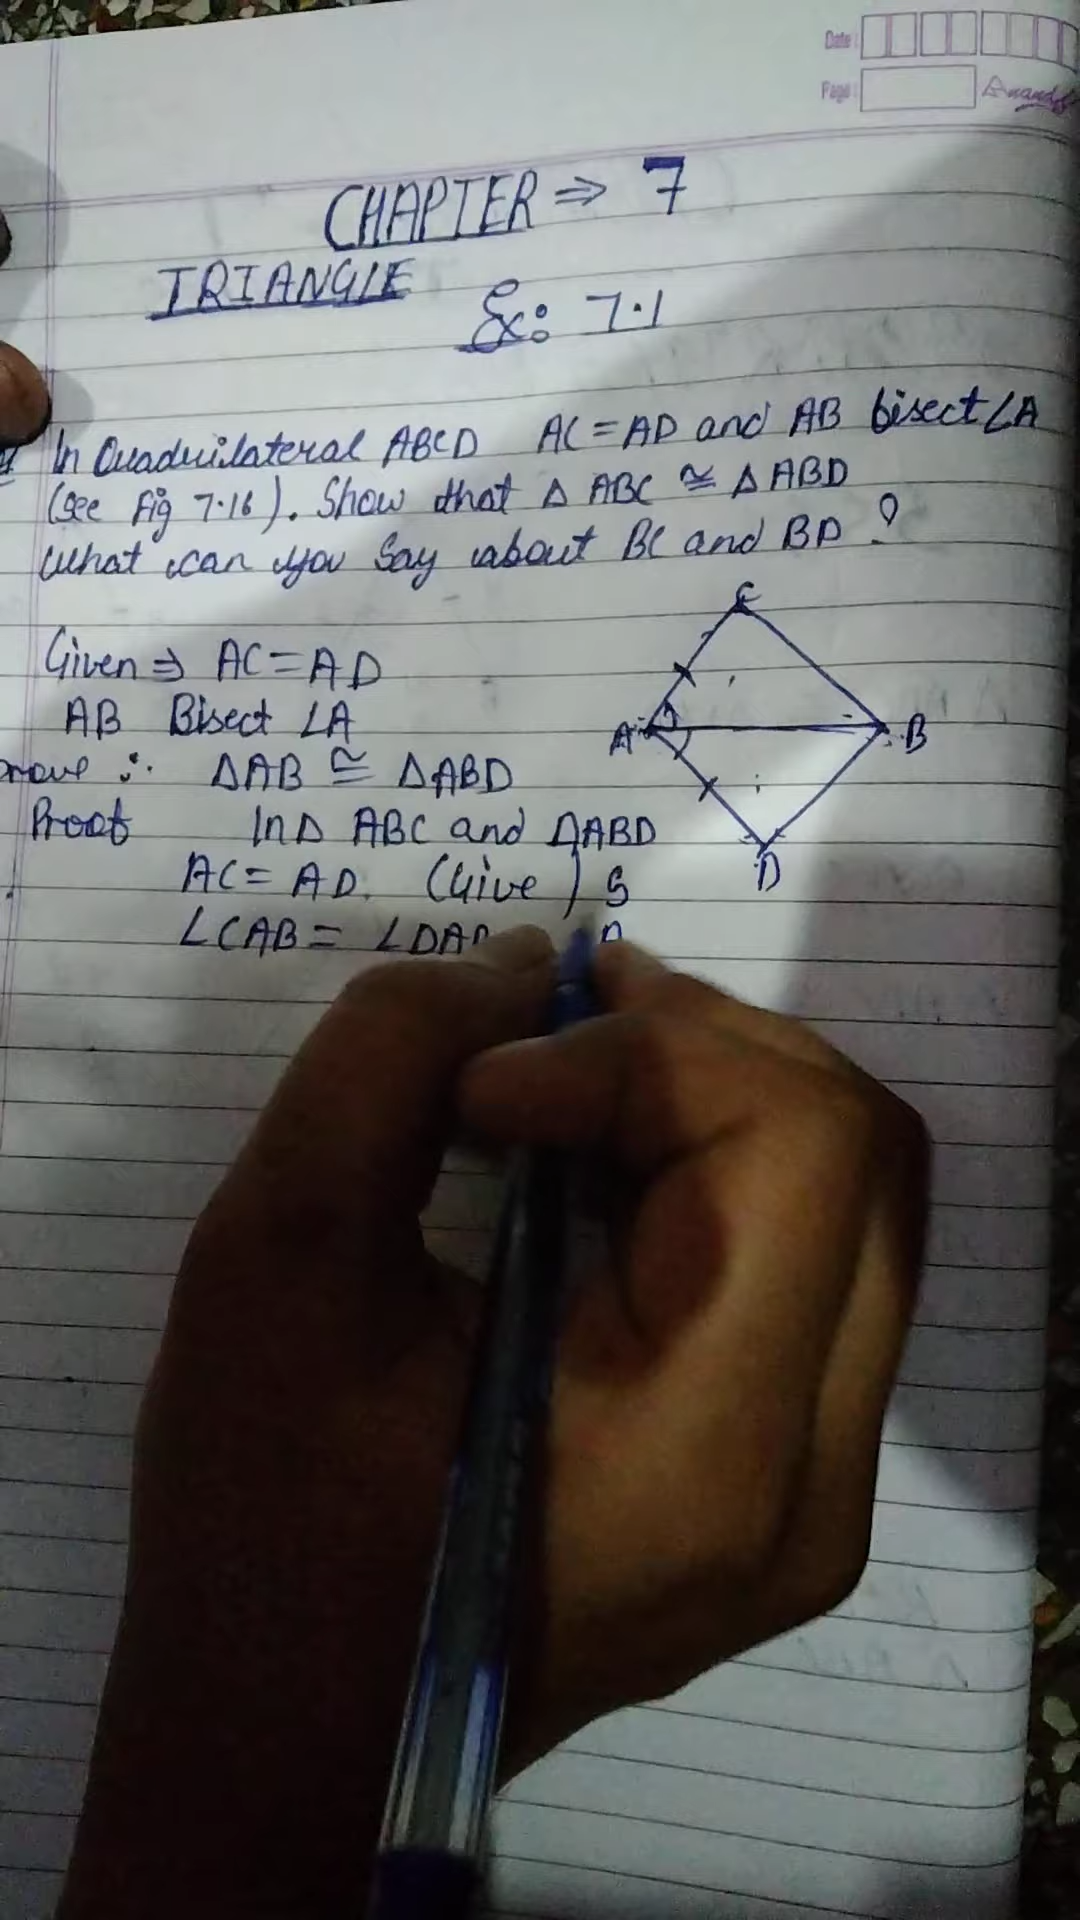 Date:
Page:
CHAPTER ⇒ 7
TRIANGLE
Ex: 7.1
In Quadrilateral ABCD AC = AD and AB bisect ∠A
(See Fig 7.16). Show that △ ABC ≅ △ ABD
What can you Say about BC and BD ?
Given ⇒ AC = AD
AB Bisect ∠A
prove ∴ △AB ≅ △ABD
Proof In △ ABC and △ABD
AC = AD. (Give) S
∠CAB =
C
A
B
D